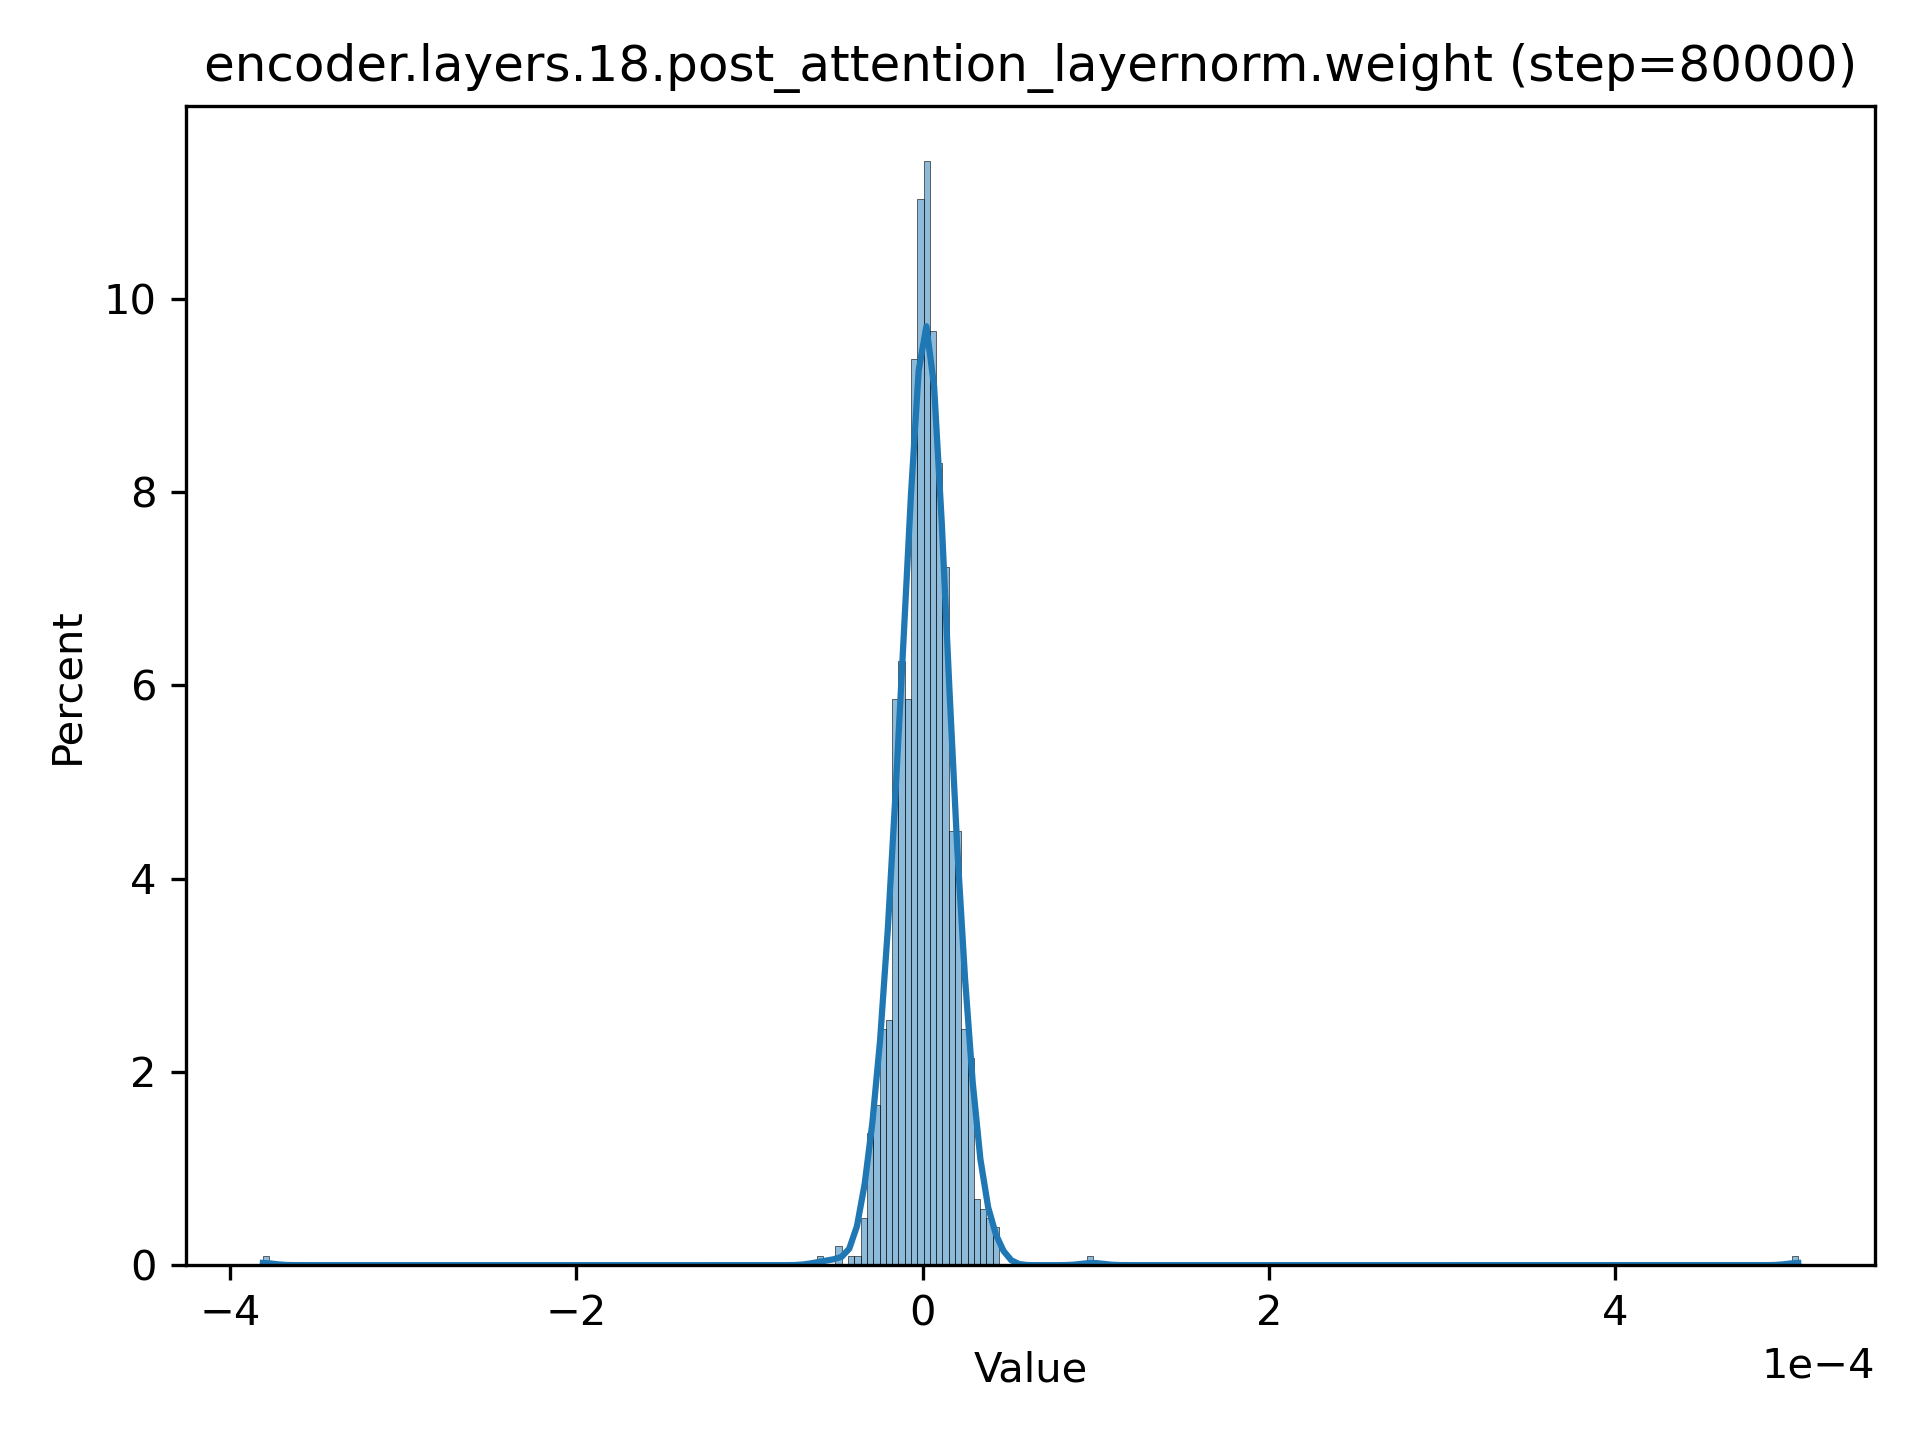 encoder.layers.18.post_attention_layernorm.weight (step=80000)
10
8
6
4
2
0
Percent
−4 −2 0 2 4
Value
1e−4